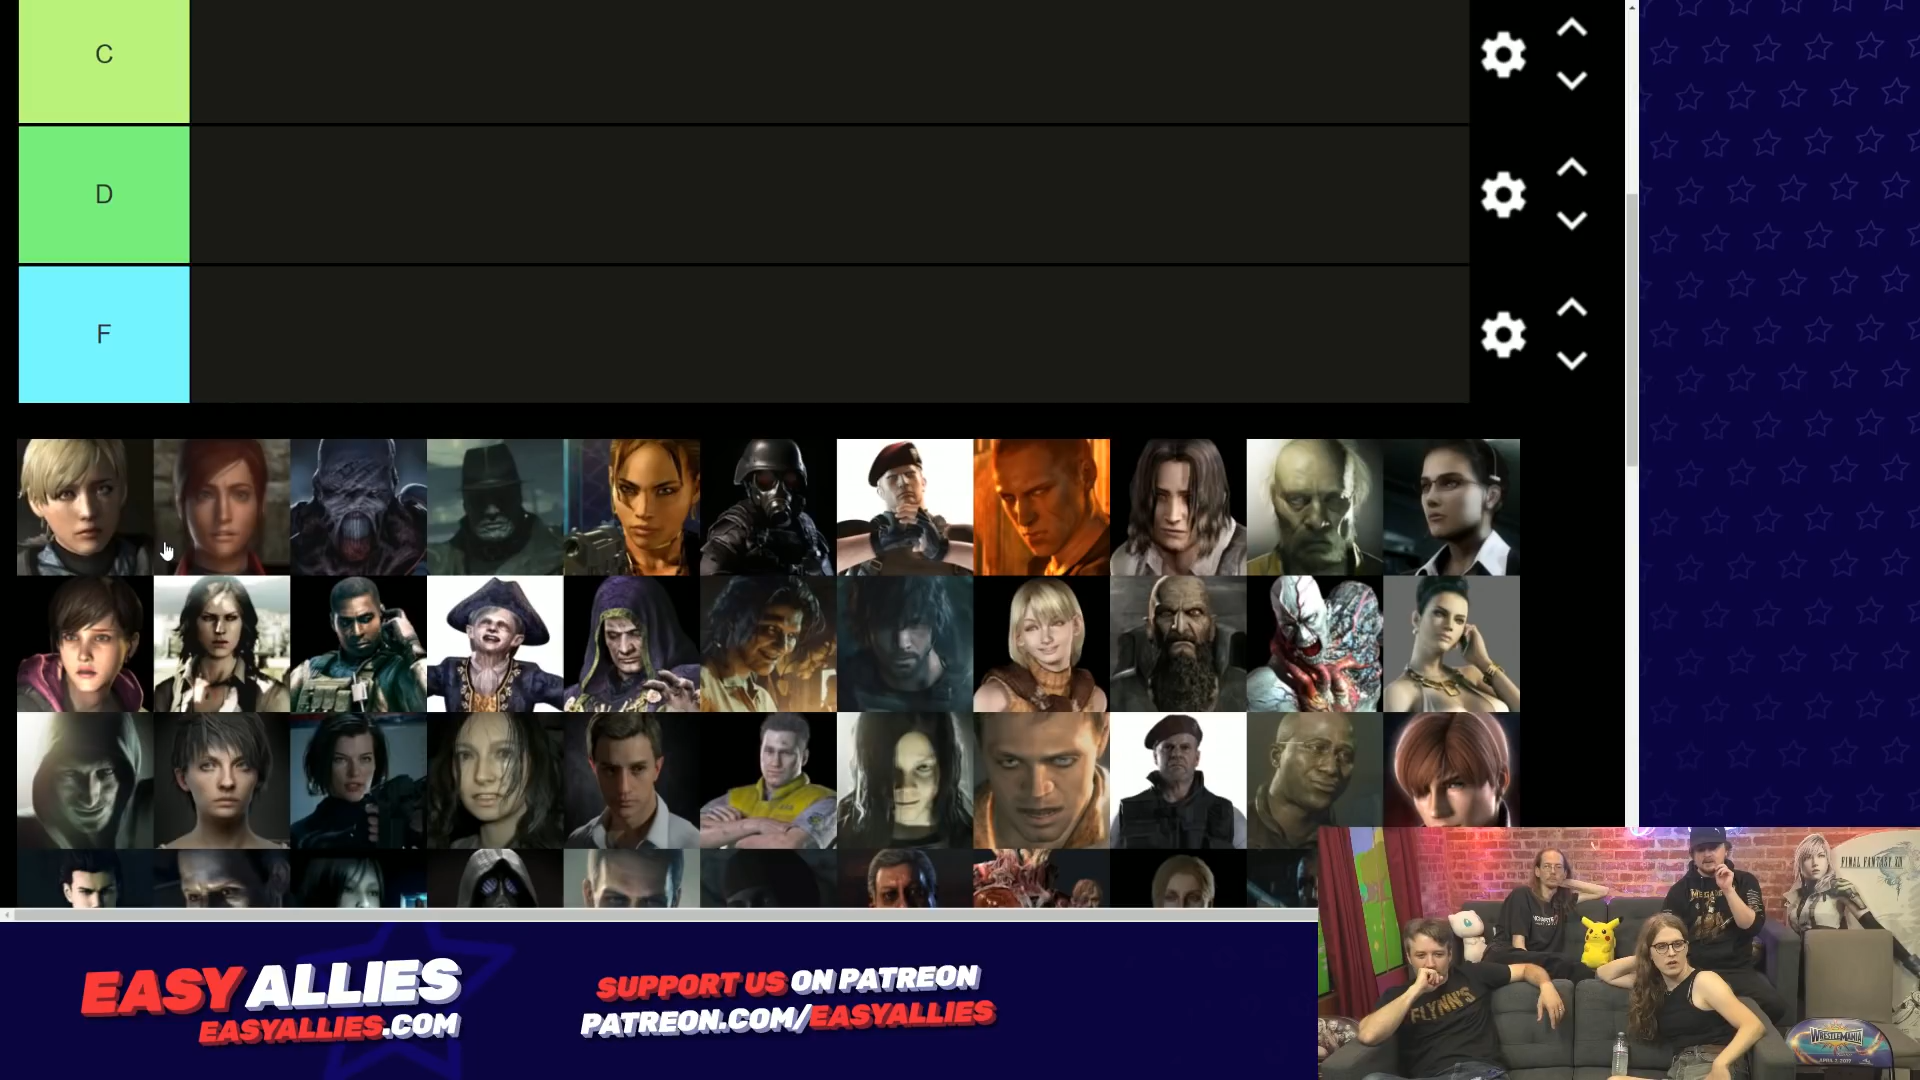 C
D
F
EASY ALLIES
EASYALLIES.COM
SUPPORT US ON PATREON
PATREON.COM/EASYALLIES
FINAL FANTASY XIII
FLYNN'S
WRESTLEMANIA